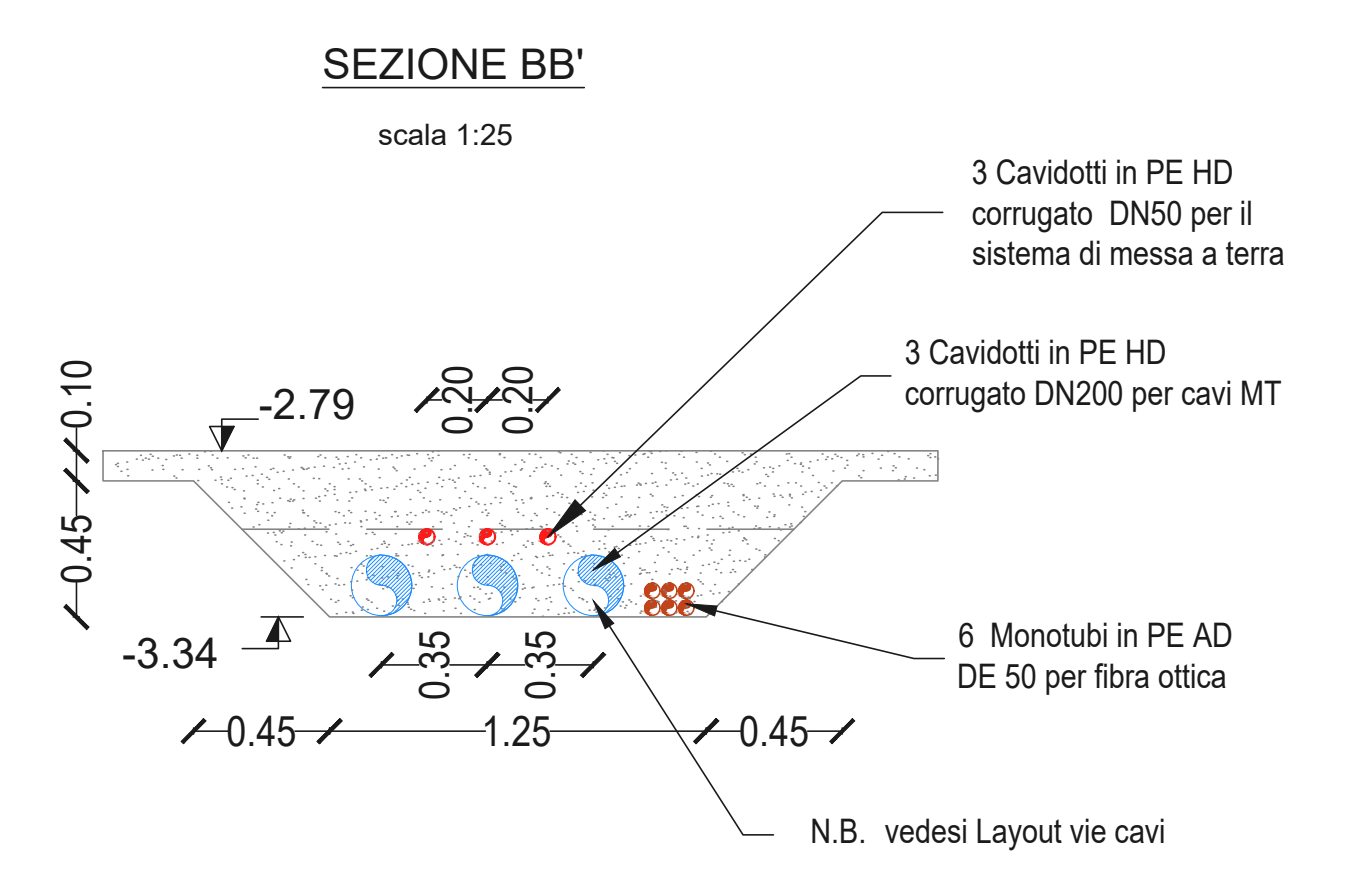 SEZIONE BB'
scala 1:25
3 Cavidotti in PE HD
corrugato DN50 per il
sistema di messa a terra
3 Cavidotti in PE HD
corrugato DN200 per cavi MT
0.10
0.45
-2.79
0.20
0.20
-3.34
0.35
0.35
6 Monotubi in PE AD
DE 50 per fibra ottica
0.45
1.25
0.45
N.B. vedesi Layout vie cavi